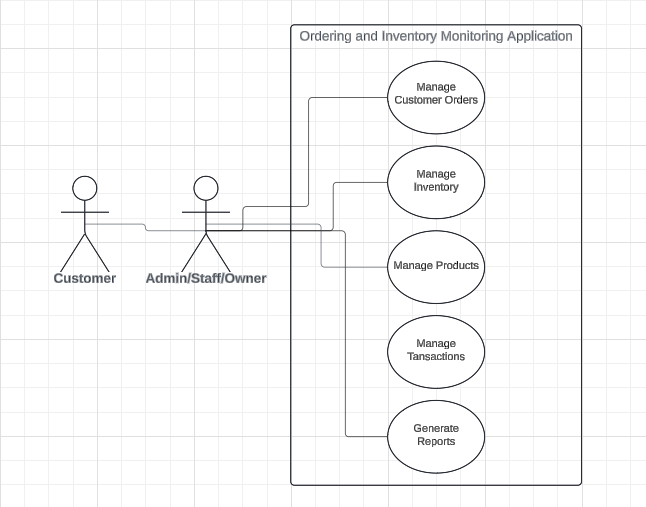 Ordering and Inventory Monitoring Application
Manage
Customer Orders
Manage
Inventory
Manage Products
Manage
Tansactions
Generate
Reports
Customer
Admin/Staff/Owner